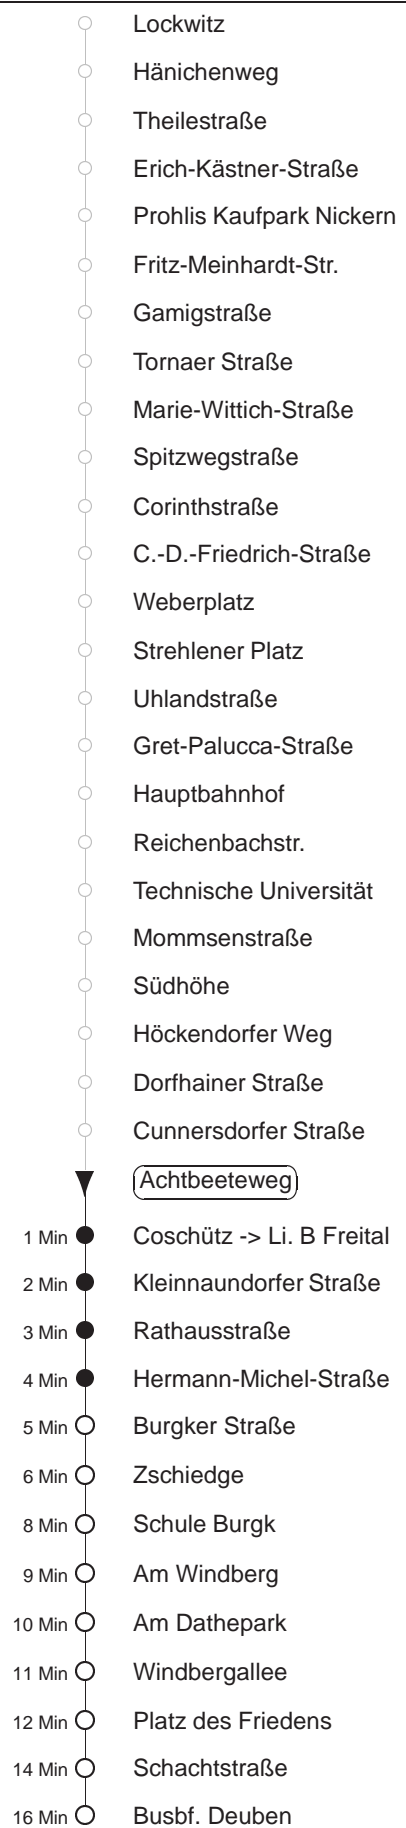 Lockwitz
Hänichenweg
Theilestraße
Erich-Kästner-Straße
Prohlis Kaufpark Nickern
Fritz-Meinhardt-Str.
Gamigstraße
Tornaer Straße
Marie-Wittich-Straße
Spitzwegstraße
Corinthstraße
C.-D.-Friedrich-Straße
Weberplatz
Strehlener Platz
Uhlandstraße
Gret-Palucca-Straße
Hauptbahnhof
Reichenbachstr.
Technische Universität
Mommsenstraße
Südhöhe
Höckendorfer Weg
Dorfhainer Straße
Cunnersdorfer Straße
Achtbeeteweg
1 Min Coschütz -> Li. B Freital
2 Min Kleinnaundorfer Straße
3 Min Rathausstraße
4 Min Hermann-Michel-Straße
5 Min Burgker Straße
6 Min Zschiedge
8 Min Schule Burgk
9 Min Am Windberg
10 Min Am Dathepark
11 Min Windbergallee
12 Min Platz des Friedens
14 Min Schachtstraße
16 Min Busbf. Deuben